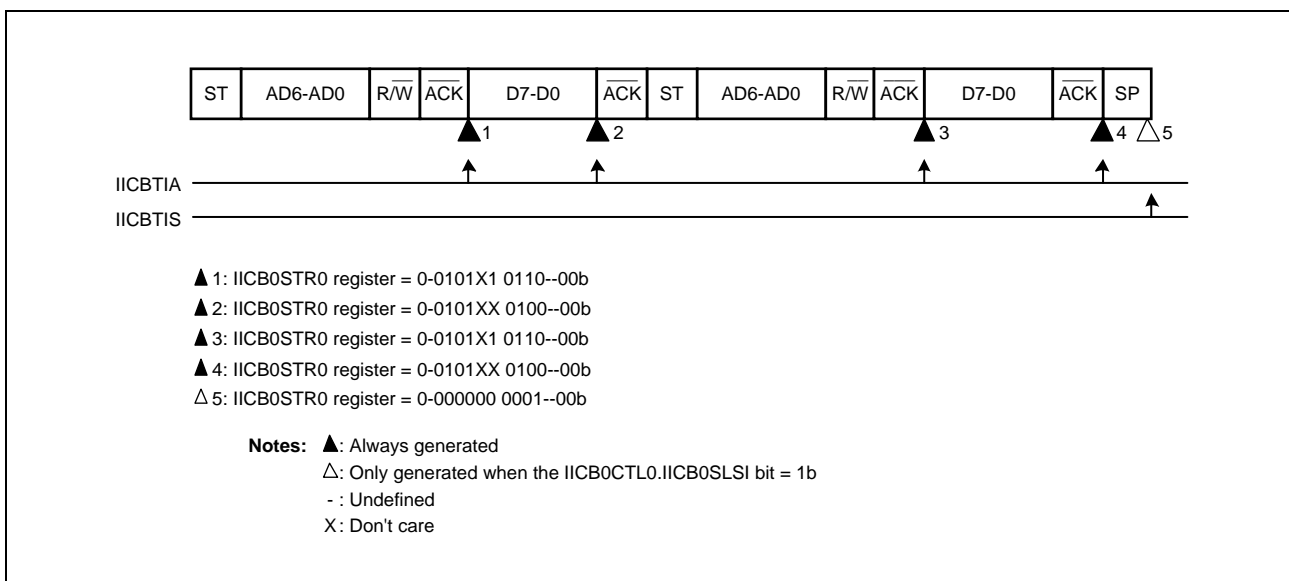 ST AD6-AD0 R/W ACK D7-D0 ACK ST AD6-AD0 R/W ACK D7-D0 ACK SP
1 2 3 4 5
IICBTIA
IICBTIS
▲ 1: IICB0STR0 register = 0-0101X1 0110--00b
▲ 2: IICB0STR0 register = 0-0101XX 0100--00b
▲ 3: IICB0STR0 register = 0-0101X1 0110--00b
▲ 4: IICB0STR0 register = 0-0101XX 0100--00b
△ 5: IICB0STR0 register = 0-000000 0001--00b
Notes: ▲: Always generated
△: Only generated when the IICB0CTL0.IICB0SLSI bit = 1b
- : Undefined
X: Don't care